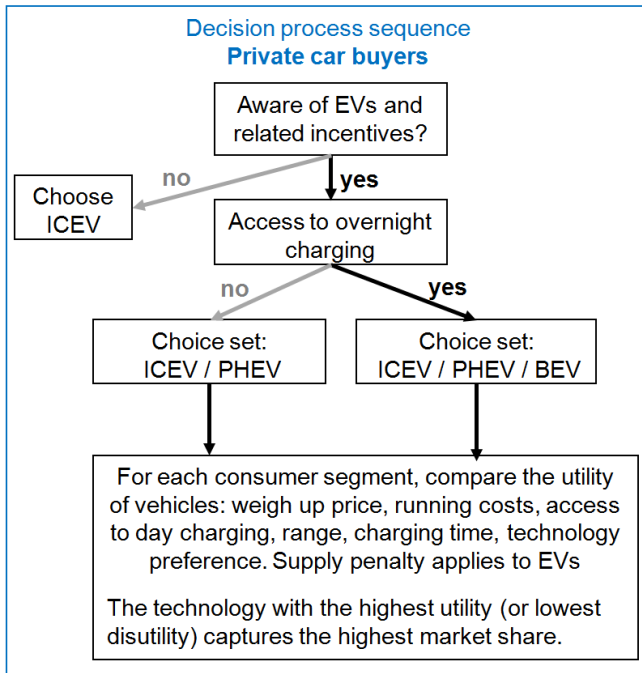 Decision process sequence
Private car buyers
Aware of EVs and
related incentives?
no
yes
Choose
ICEV
Access to overnight
charging
no
yes
Choice set:
ICEV / PHEV
Choice set:
ICEV / PHEV / BEV
For each consumer segment, compare the utility
of vehicles: weigh up price, running costs, access
to day charging, range, charging time, technology
preference. Supply penalty applies to EVs
The technology with the highest utility (or lowest
disutility) captures the highest market share.